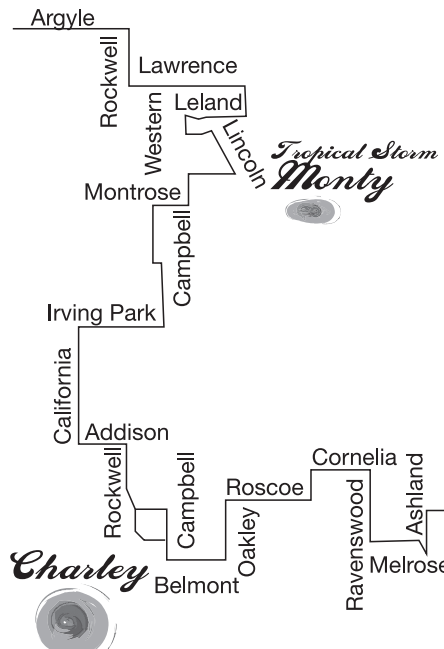 Argyle
Rockwell
Lawrence
Western
Leland
Lincoln
Tropical Storm
Monty
Montrose
Campbell
Irving Park
California
Addison
Rockwell
Campbell
Cornelia
Ashland
Roscoe
Oakley
Ravenswood
Melrose
Charley
Belmont